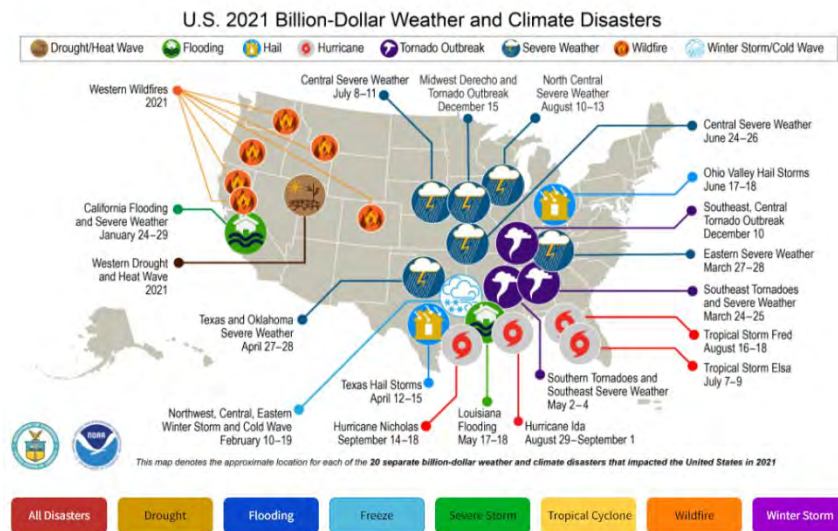 U.S. 2021 Billion-Dollar Weather and Climate Disasters
Drought/Heat Wave
Flooding
Hail
Hurricane
Tornado Outbreak
Severe Weather
Wildfire
Winter Storm/Cold Wave
Western Wildfires
2021
Central Severe Weather
July 8–11
Midwest Derecho and
Tornado Outbreak
December 15
North Central
Severe Weather
August 10–13
Central Severe Weather
June 24–26
Ohio Valley Hail Storms
June 17–18
Southeast, Central
Tornado Outbreak
December 10
Eastern Severe Weather
March 27–28
Southeast Tornadoes
and Severe Weather
March 24–25
Tropical Storm Fred
August 16–18
Tropical Storm Elsa
July 7–9
California Flooding
and Severe Weather
January 24–29
Western Drought
and Heat Wave
2021
Texas and Oklahoma
Severe Weather
April 27–28
Northwest, Central, Eastern
Winter Storm and Cold Wave
February 10–19
Texas Hail Storms
April 12–15
Hurricane Nicholas
September 14–18
Louisiana
Flooding
May 17–18
Hurricane Ida
August 29–September 1
Southern Tornadoes and
Southeast Severe Weather
May 2–4
NOAA
This map denotes the approximate location for each of the 20 separate billion-dollar weather and climate disasters that impacted the United States in 2021
All Disasters
Drought
Flooding
Freeze
Severe Storm
Tropical Cyclone
Wildfire
Winter Storm